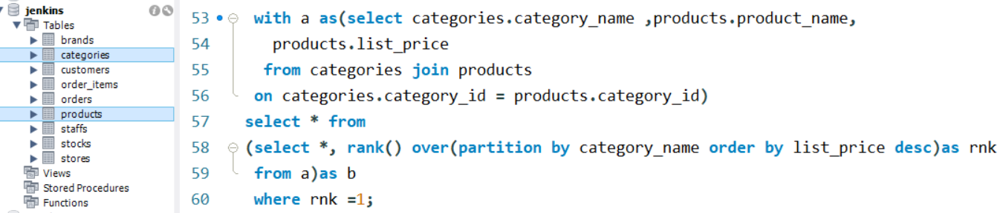 jenkins
Tables
brands
categories
customers
order_items
orders
products
staffs
stocks
stores
Views
Stored Procedures
Functions
53 with a as(select categories.category_name ,products.product_name,
54 products.list_price
55 from categories join products
56 on categories.category_id = products.category_id)
57 select * from
58 (select *, rank() over(partition by category_name order by list_price desc)as rnk
59 from a)as b
60 where rnk =1;